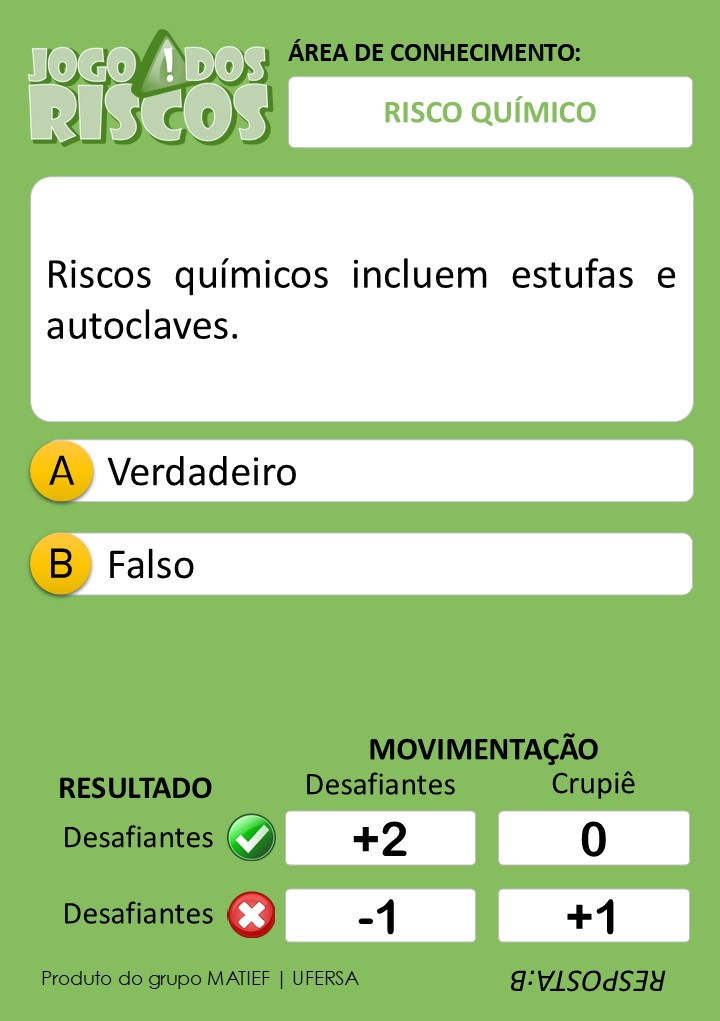 JOGO ! DOS
RISCOS
ÁREA DE CONHECIMENTO:
RISCO QUÍMICO
Riscos químicos incluem estufas e
autoclaves.
A Verdadeiro
B Falso
MOVIMENTAÇÃO
RESULTADO Desafiantes Crupiê
Desafiantes +2 0
Desafiantes -1 +1
Produto do grupo MATIEF | UFERSA
RESPOSTA:B